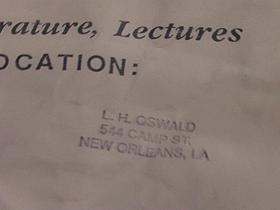 rature, Lectures
OCATION:
L. H. OSWALD
544 CAMP ST.
NEW ORLEANS, LA